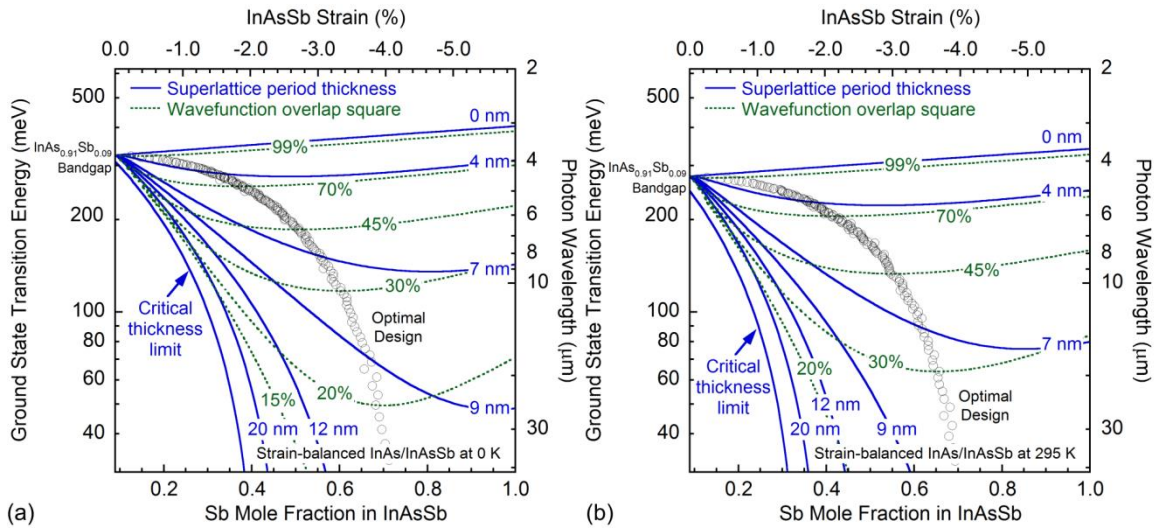 InAsSb Strain (%)
0.0 -1.0 -2.0 -3.0 -4.0 -5.0
Ground State Transition Energy (meV)
500
200
100
80
60
40
InAs0.91Sb0.09
Bandgap
Superlattice period thickness
Wavefunction overlap square
0 nm
99%
4 nm
70%
45%
7 nm
30%
Critical
thickness
limit
Optimal
Design
15%
20%
9 nm
20 nm
12 nm
Strain-balanced InAs/InAsSb at 0 K
2
4
6
8
10
30
Photon Wavelength (μm)
0.2 0.4 0.6 0.8 1.0
Sb Mole Fraction in InAsSb
(a)
InAsSb Strain (%)
0.0 -1.0 -2.0 -3.0 -4.0 -5.0
Ground State Transition Energy (meV)
500
200
100
80
60
40
InAs0.91Sb0.09
Bandgap
Superlattice period thickness
Wavefunction overlap square
0 nm
99%
4 nm
70%
45%
7 nm
30%
Critical
thickness
limit
20%
12 nm
20 nm
9 nm
Optimal
Design
Strain-balanced InAs/InAsSb at 295 K
2
4
6
8
10
30
Photon Wavelength (μm)
0.2 0.4 0.6 0.8 1.0
Sb Mole Fraction in InAsSb
(b)